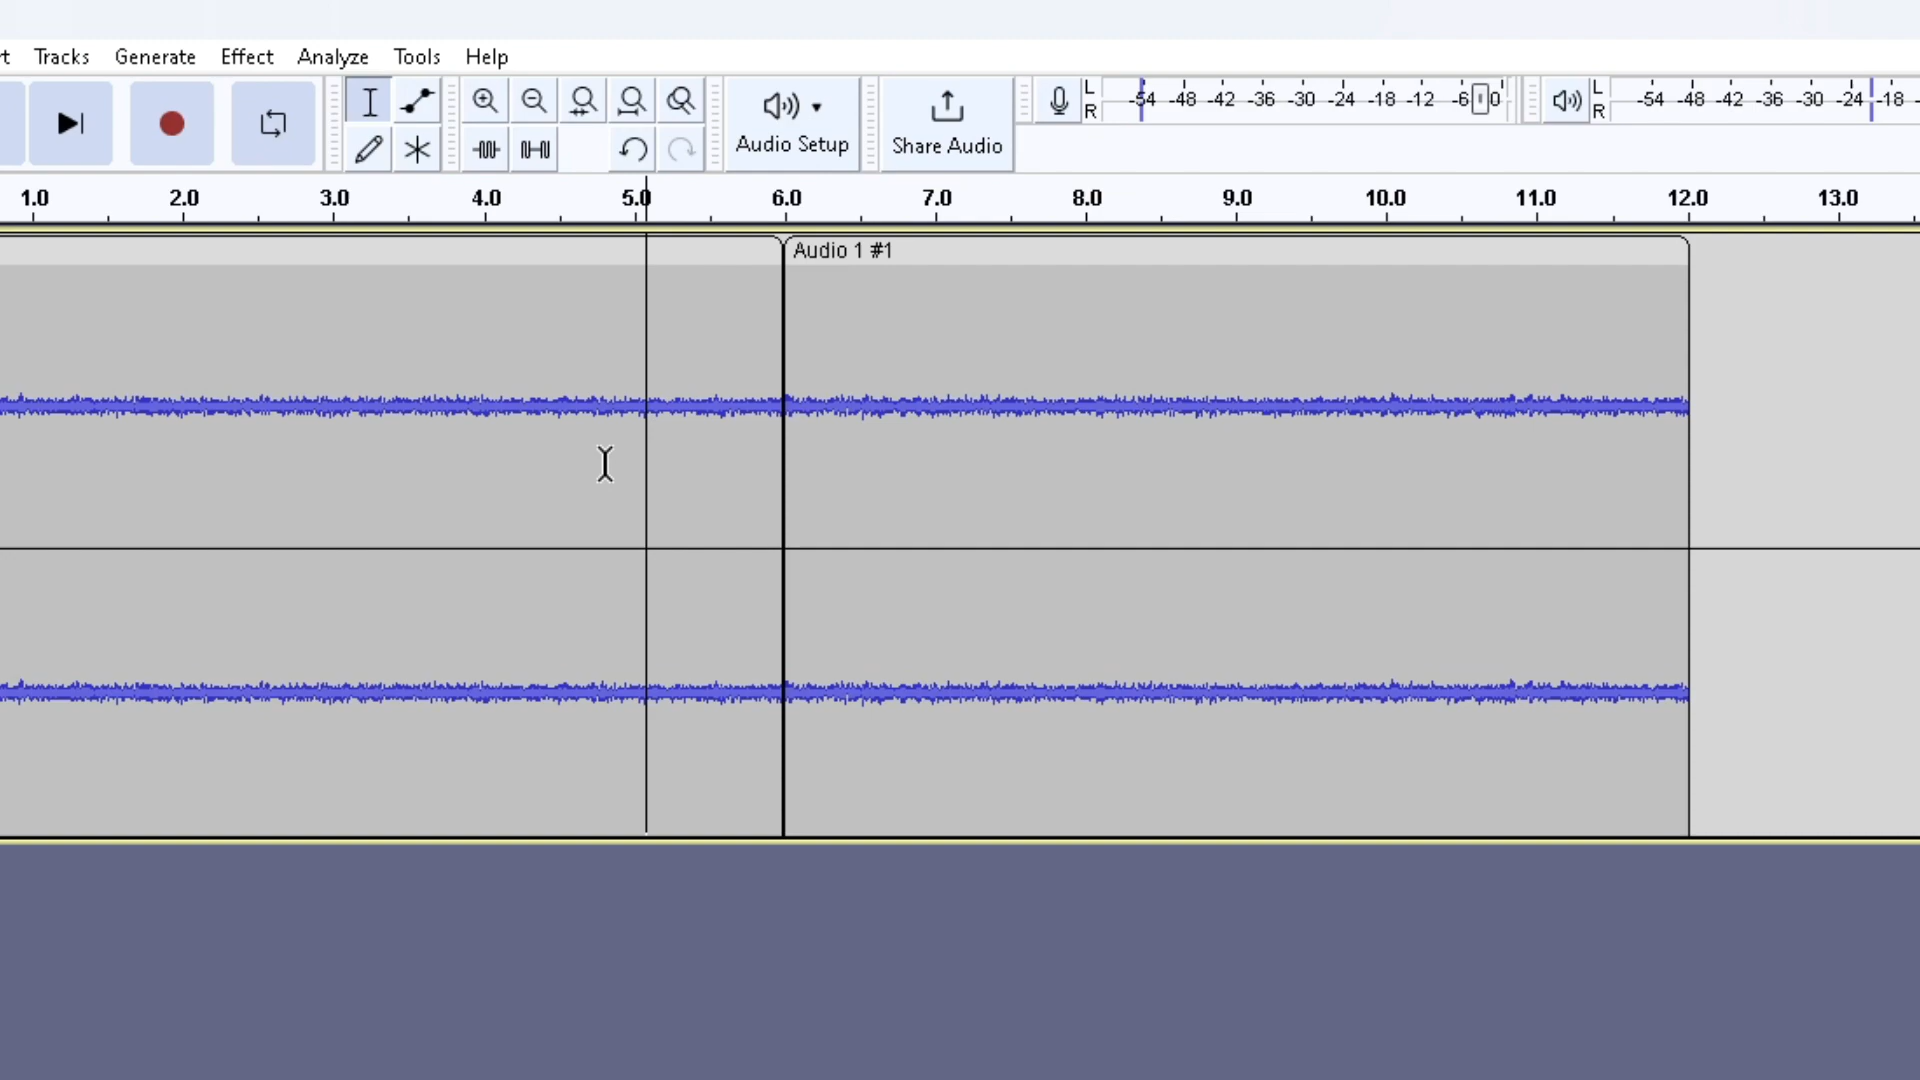 t Tracks Generate Effect Analyze Tools Help
L
R
-54 -48 -42 -36 -30 -24 -18 -12 -6 0
L
R
-54 -48 -42 -36 -30 -24 -18 -
Audio Setup
Share Audio
1.0 2.0 3.0 4.0 5.0 6.0 7.0 8.0 9.0 10.0 11.0 12.0 13.0
Audio 1 #1